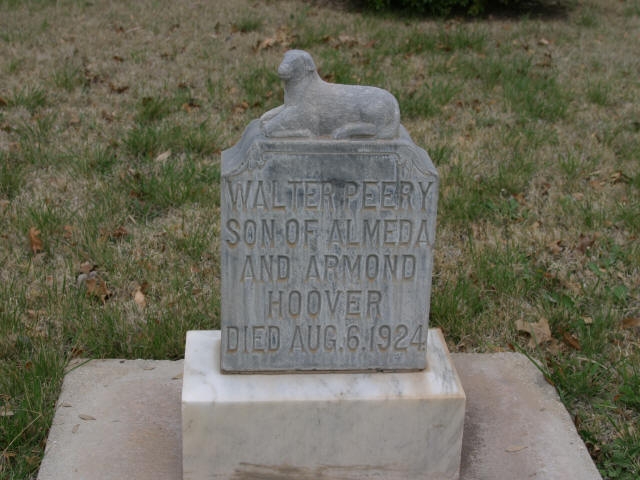 WALTER PEERY
SON OF ALMEDA
AND ARMOND
HOOVER
DIED AUG. 6. 1924.